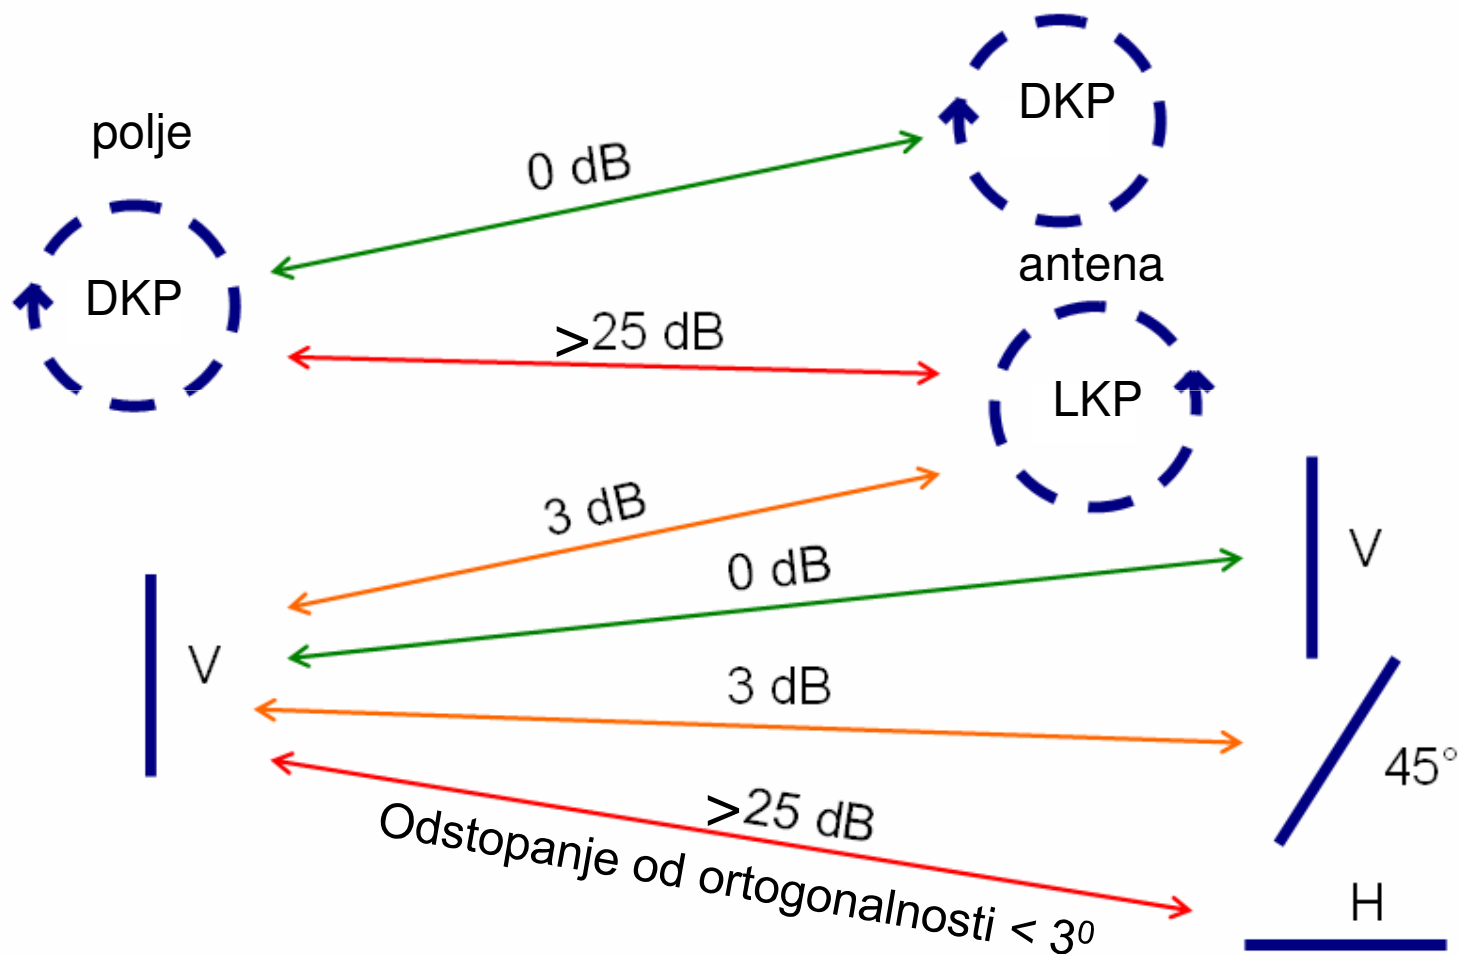 DKP
polje
0 dB
antena
DKP
>25 dB
LKP
3 dB
0 dB
V
V
3 dB
45°
>25 dB
Odstopanje od ortogonalnosti < 3⁰
H